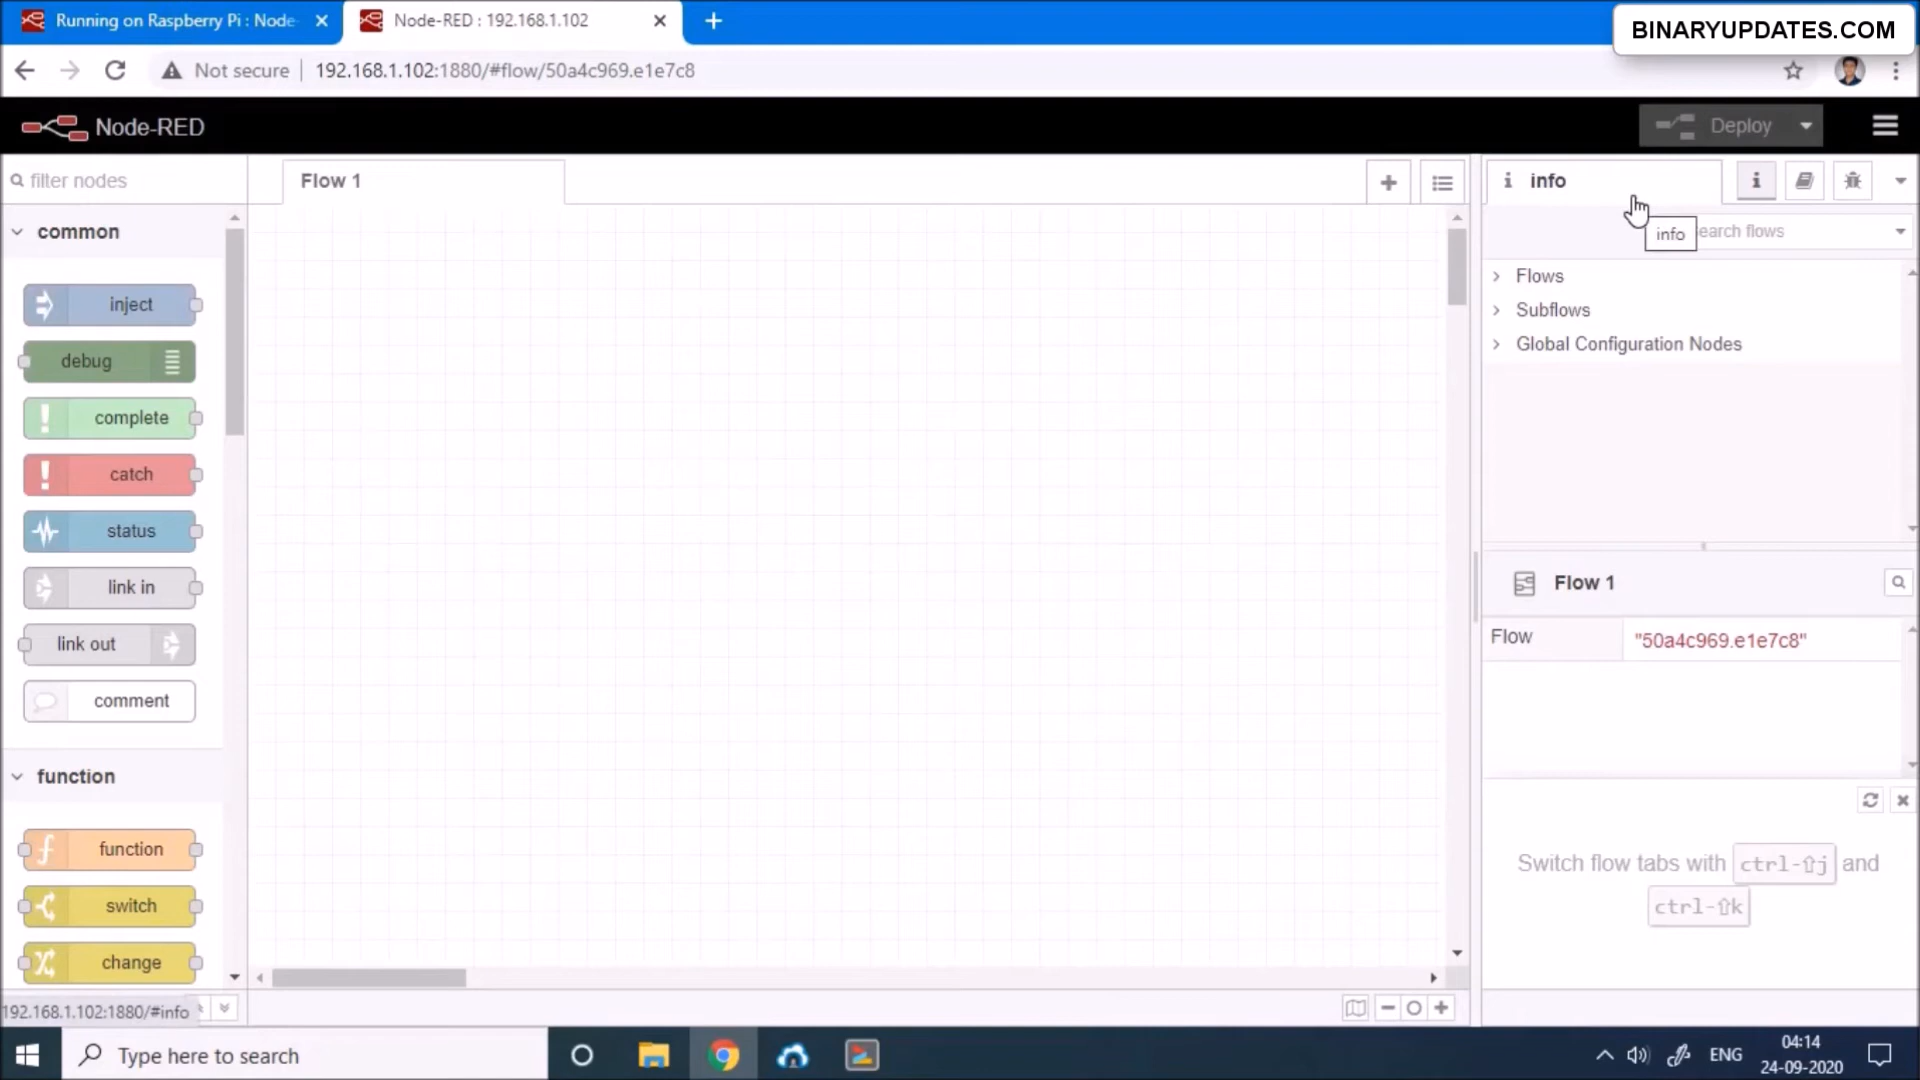 Running on Raspberry Pi : Node-
Node-RED : 192.168.1.102
BINARYUPDATES.COM
Not secure
192.168.1.102:1880/#flow/50a4c969.e1e7c8
Node-RED
Deploy
filter nodes
common
inject
debug
complete
catch
status
link in
link out
comment
function
function
switch
change
192.168.1.102:1880/#info
Flow 1
info
info
earch flows
Flows
Subflows
Global Configuration Nodes
Flow 1
Flow
"50a4c969.e1e7c8"
Switch flow tabs with ctrl-⇧j and
ctrl-⇧k
Type here to search
ENG
04:14
24-09-2020